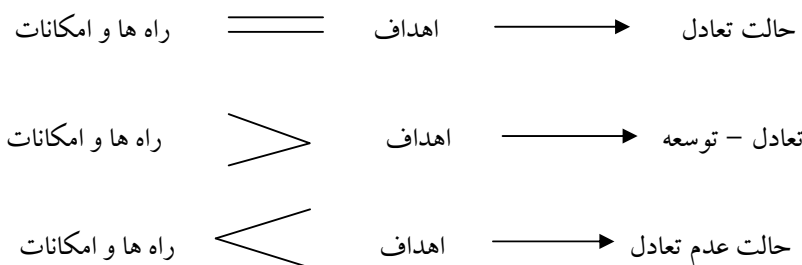 راه ها و امکانات = اهداف → حالت تعادل
راه ها و امکانات > اهداف → تعادل – توسعه
راه ها و امکانات < اهداف → حالت عدم تعادل